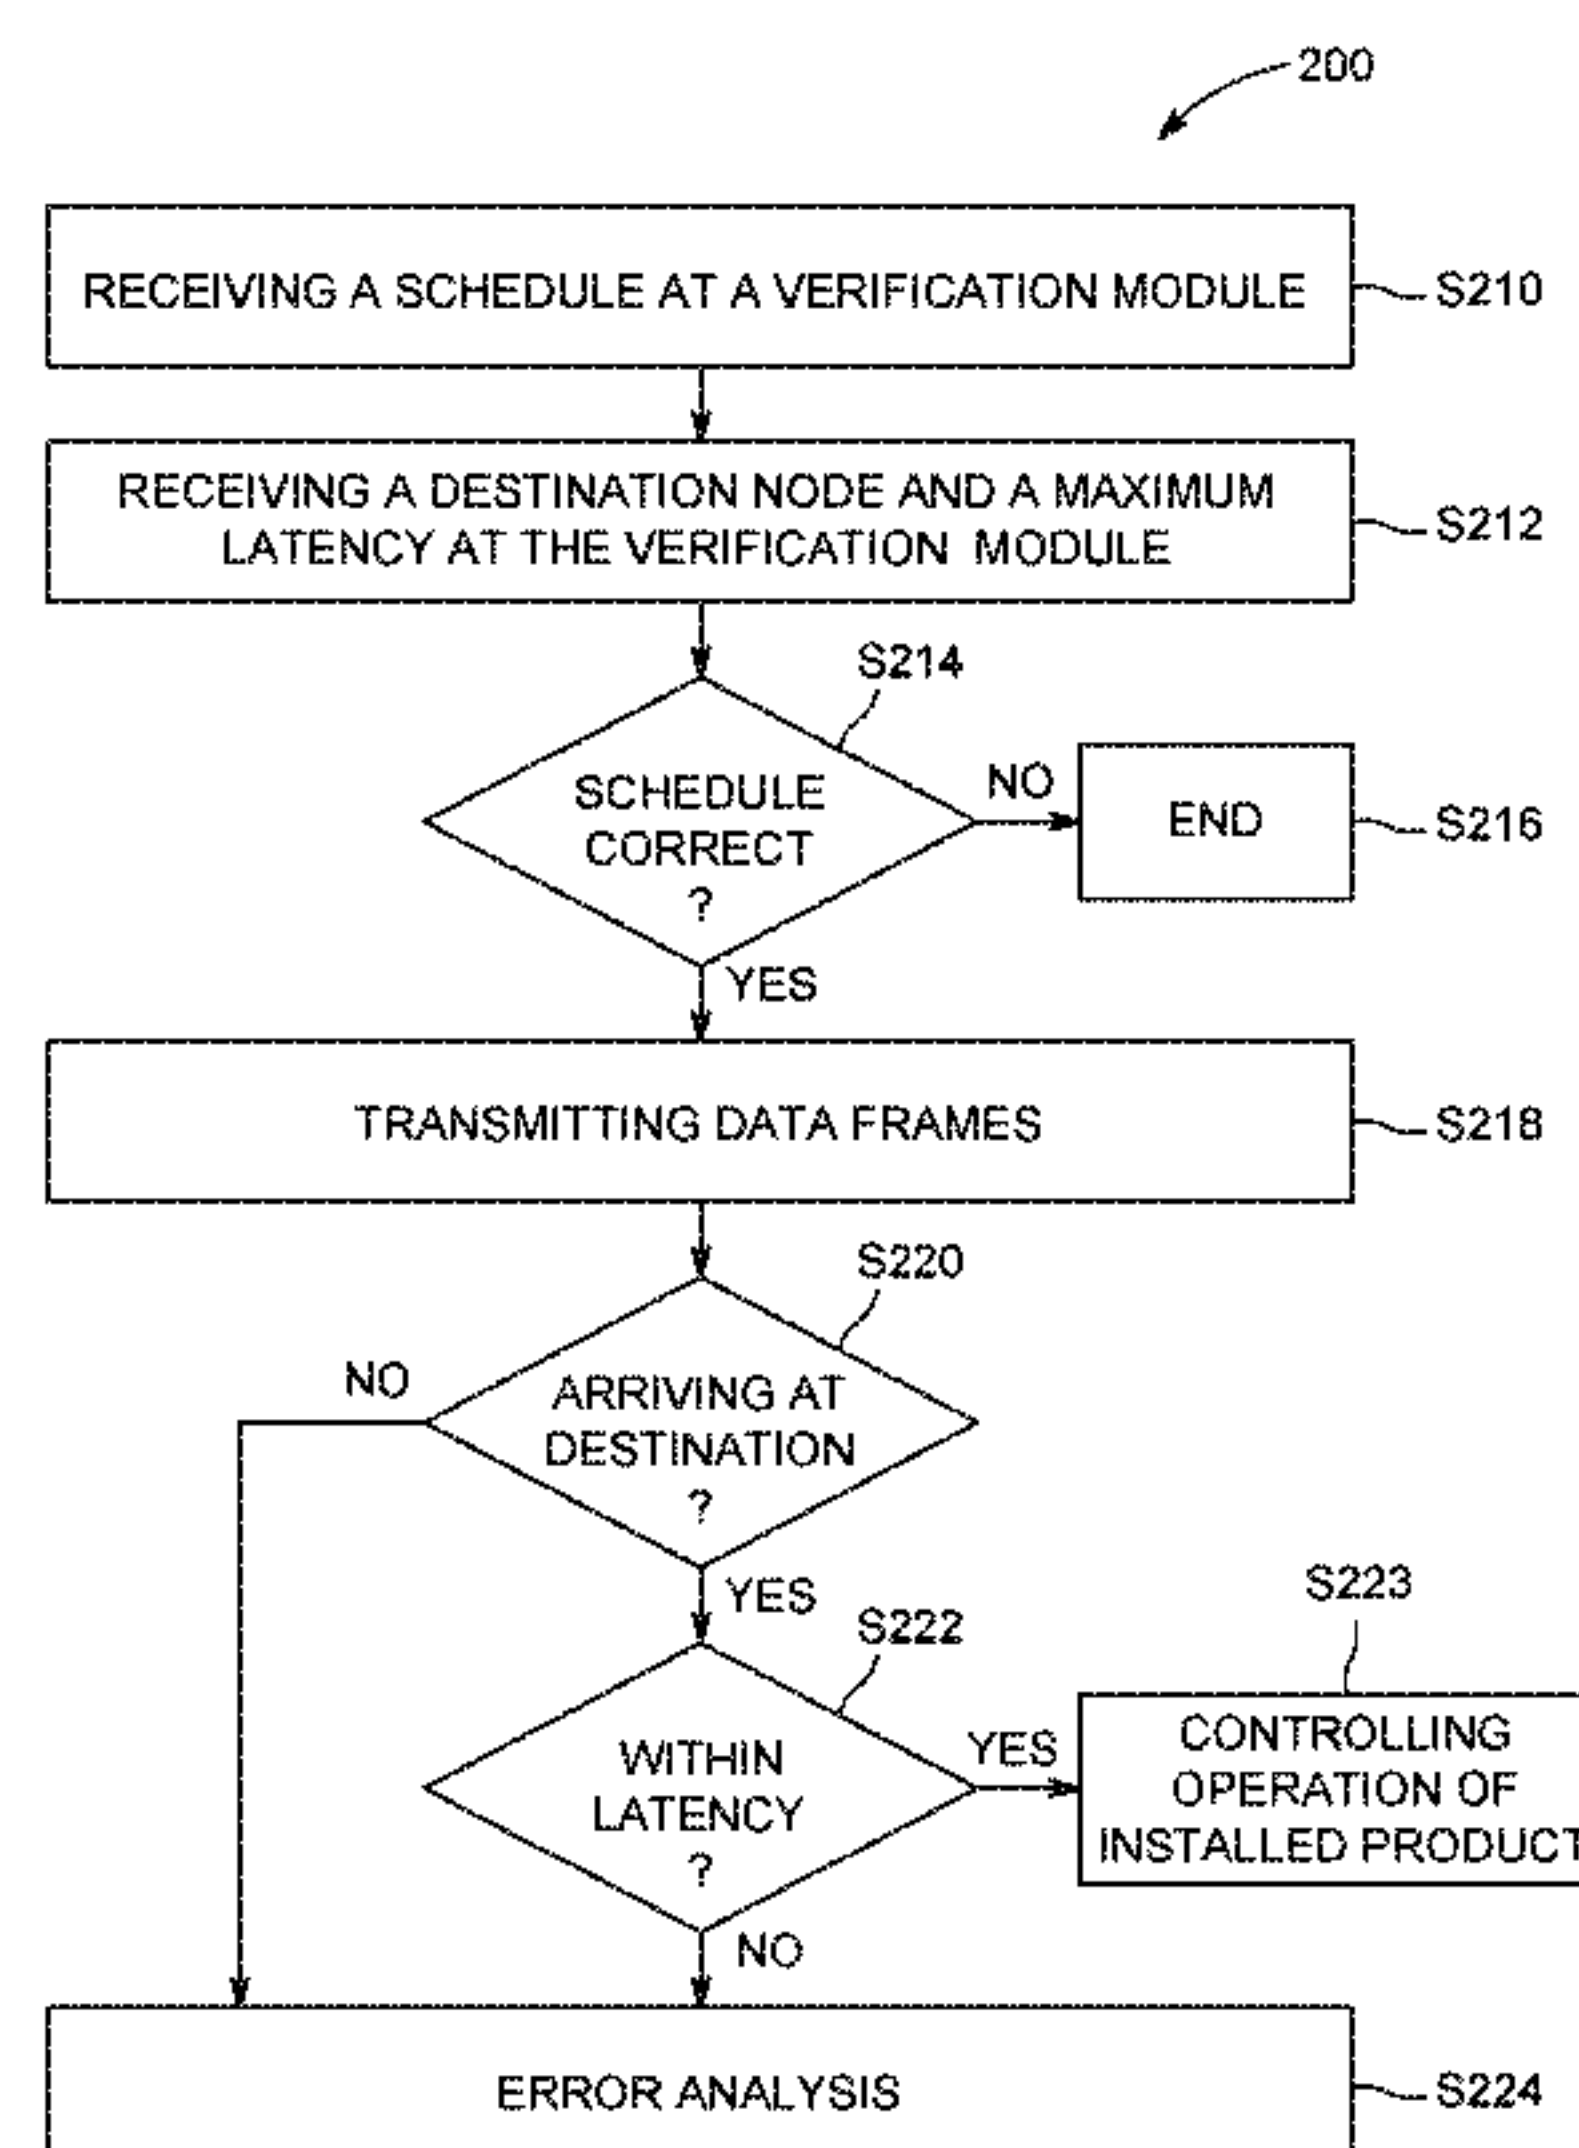 200
RECEIVING A SCHEDULE AT A VERIFICATION MODULE
S210
RECEIVING A DESTINATION NODE AND A MAXIMUM
LATENCY AT THE VERIFICATION MODULE
S212
S214
SCHEDULE
CORRECT
?
NO
END
S216
YES
TRANSMITTING DATA FRAMES
S218
S220
NO
ARRIVING AT
DESTINATION
?
YES
S222
S223
WITHIN
LATENCY
?
YES
CONTROLLING
OPERATION OF
INSTALLED PRODUCT
NO
ERROR ANALYSIS
S224